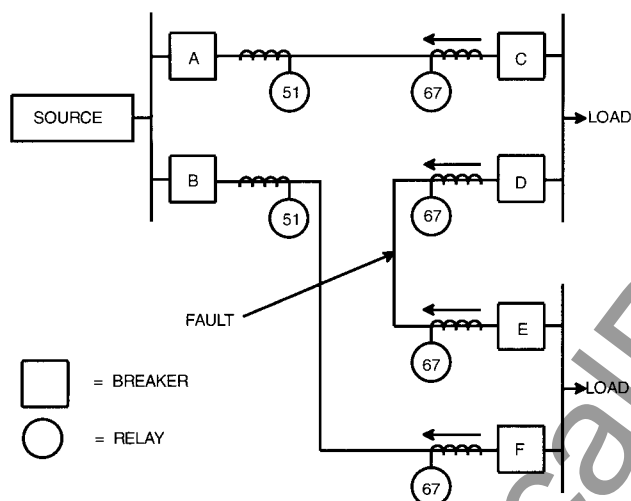 A
51
67
C
SOURCE
LOAD
B
51
67
D
FAULT
67
E
= BREAKER
LOAD
= RELAY
67
F